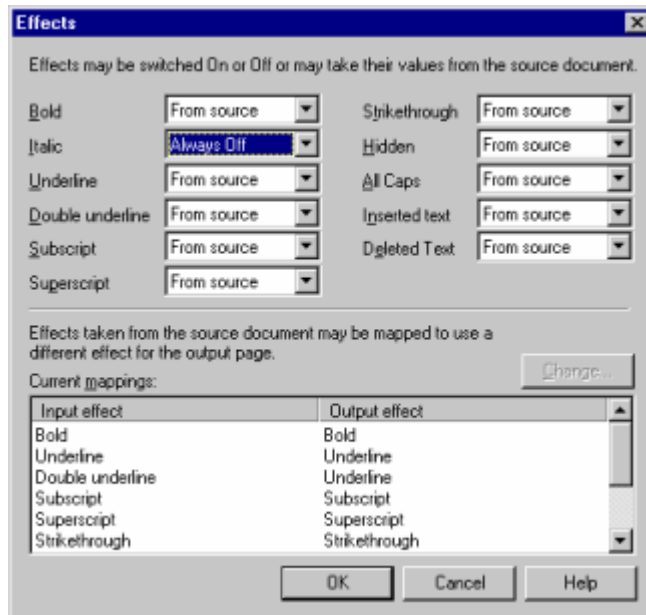 Effects
Effects may be switched On or Off or may take their values from the source document.
Bold From source Strikethrough From source
Italic Always Off Hidden From source
Underline From source All Caps From source
Double underline From source Inserted text From source
Subscript From source Deleted Text From source
Superscript From source
Effects taken from the source document may be mapped to use a
different effect for the output page.
Change...
Current mappings:
Input effect Output effect
Bold Bold
Underline Underline
Double underline Underline
Subscript Subscript
Superscript Superscript
Strikethrough Strikethrough
OK Cancel Help